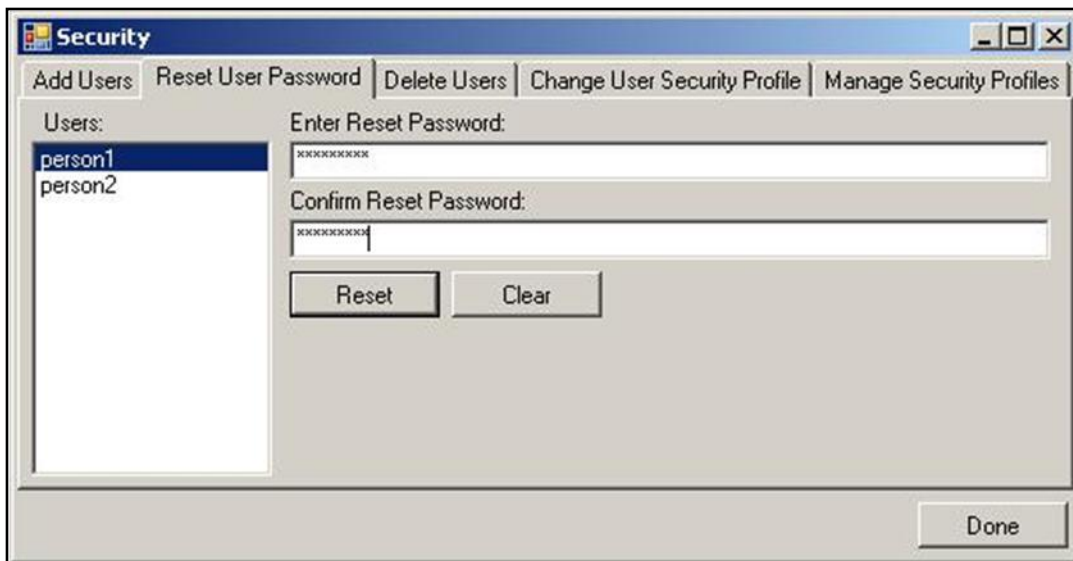 Security
Add Users Reset User Password Delete Users Change User Security Profile Manage Security Profiles
Users:
person1
person2
Enter Reset Password:
×××××××××
Confirm Reset Password:
×××××××××
Reset Clear
Done